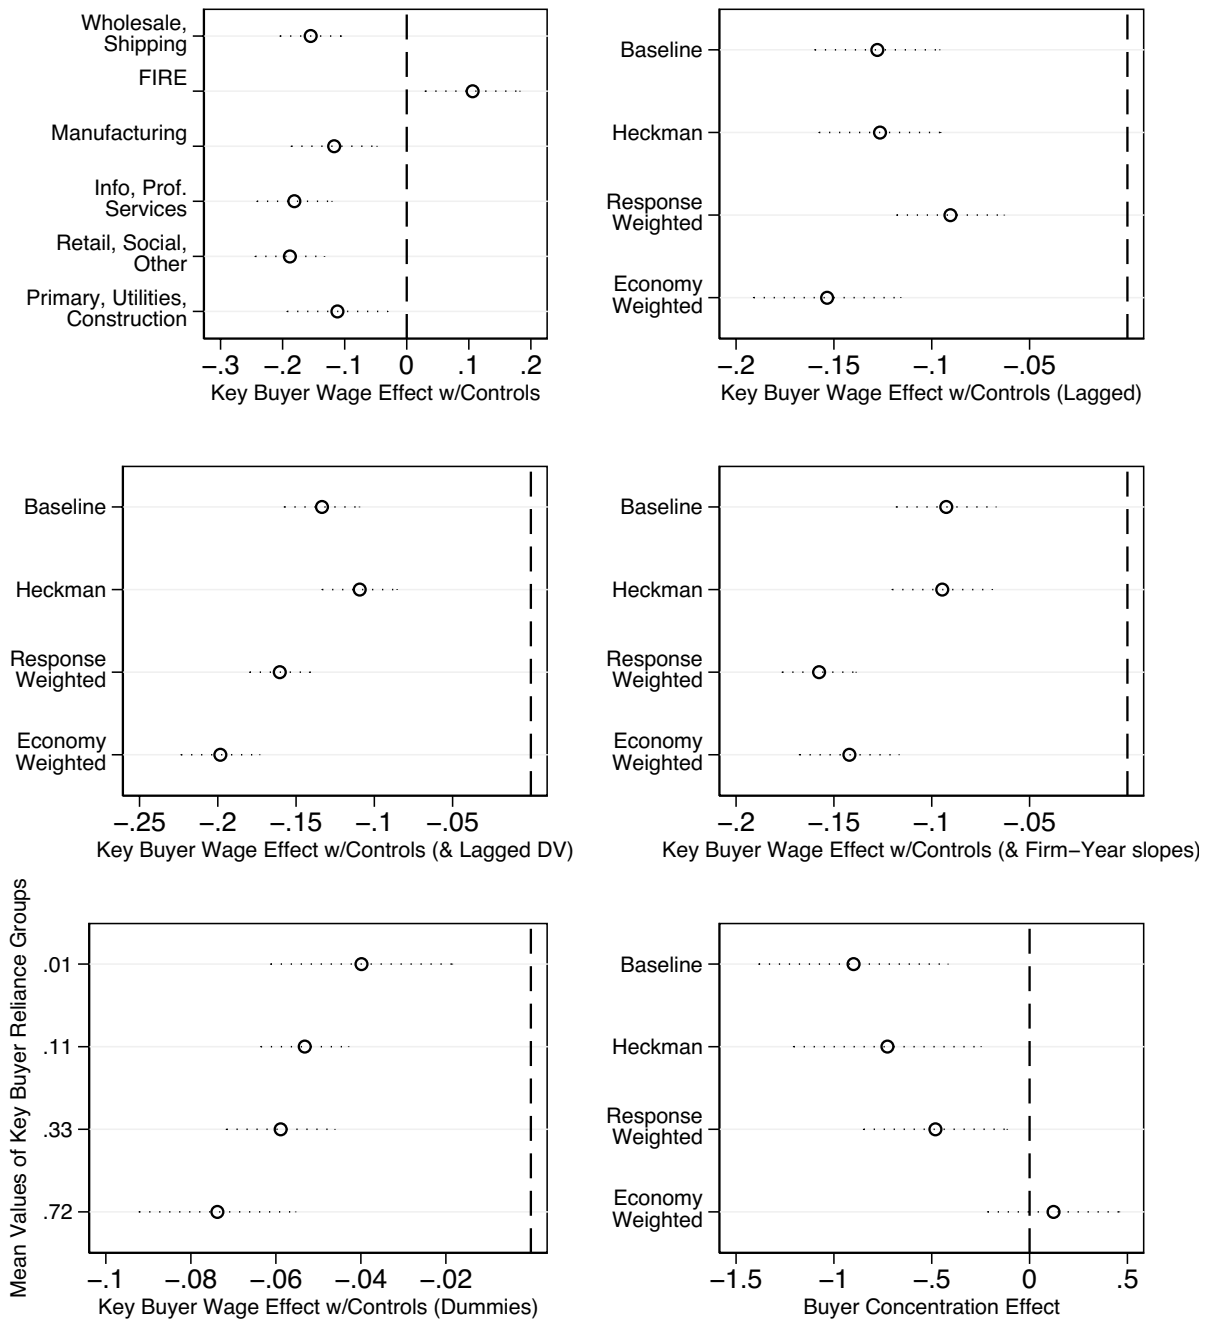 Wholesale,
Shipping
FIRE
Manufacturing
Info, Prof.
Services
Retail, Social,
Other
Primary, Utilities,
Construction
−.3 −.2 −.1 0 .1 .2
Key Buyer Wage Effect w/Controls
Baseline
Heckman
Response
Weighted
Economy
Weighted
−.2 −.15 −.1 −.05
Key Buyer Wage Effect w/Controls (Lagged)
Baseline
Heckman
Response
Weighted
Economy
Weighted
−.25 −.2 −.15 −.1 −.05
Key Buyer Wage Effect w/Controls (& Lagged DV)
Baseline
Heckman
Response
Weighted
Economy
Weighted
−.2 −.15 −.1 −.05
Key Buyer Wage Effect w/Controls (& Firm−Year slopes)
Mean Values of Key Buyer Reliance Groups
.01
.11
.33
.72
−.1 −.08 −.06 −.04 −.02
Key Buyer Wage Effect w/Controls (Dummies)
Baseline
Heckman
Response
Weighted
Economy
Weighted
−1.5 −1 −.5 0 .5
Buyer Concentration Effect